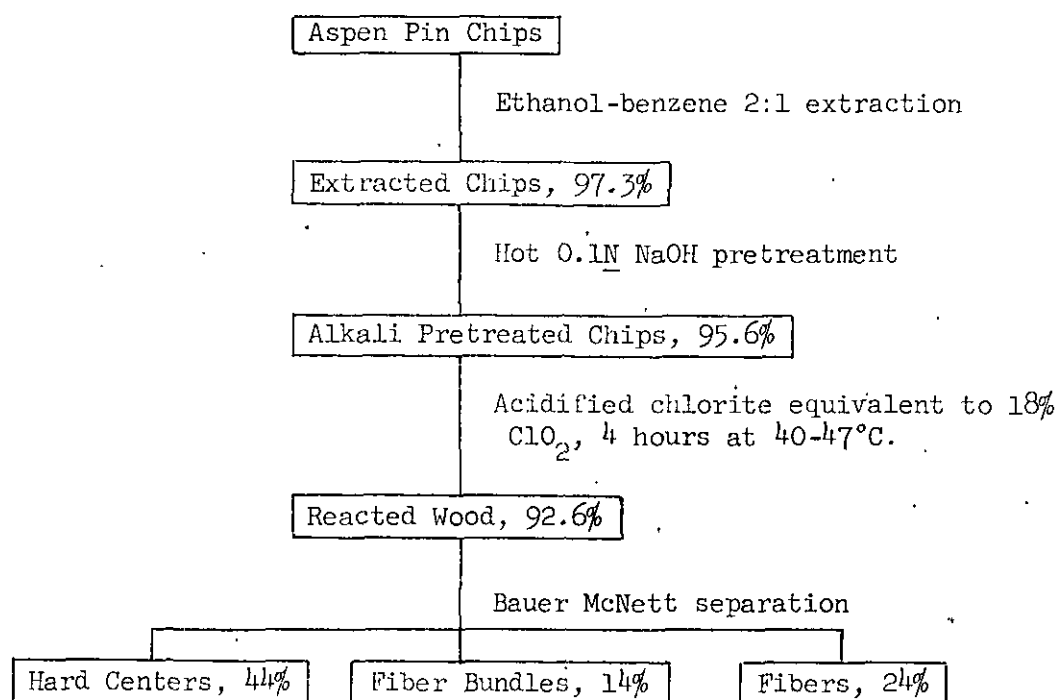 Aspen Pin Chips
Ethanol-benzene 2:1 extraction
Extracted Chips, 97.3%
Hot 0.1N NaOH pretreatment
Alkali Pretreated Chips, 95.6%
Acidified chlorite equivalent to 18%
ClO2, 4 hours at 40-47°C.
Reacted Wood, 92.6%
Bauer McNett separation
Hard Centers, 44% Fiber Bundles, 14% Fibers, 24%